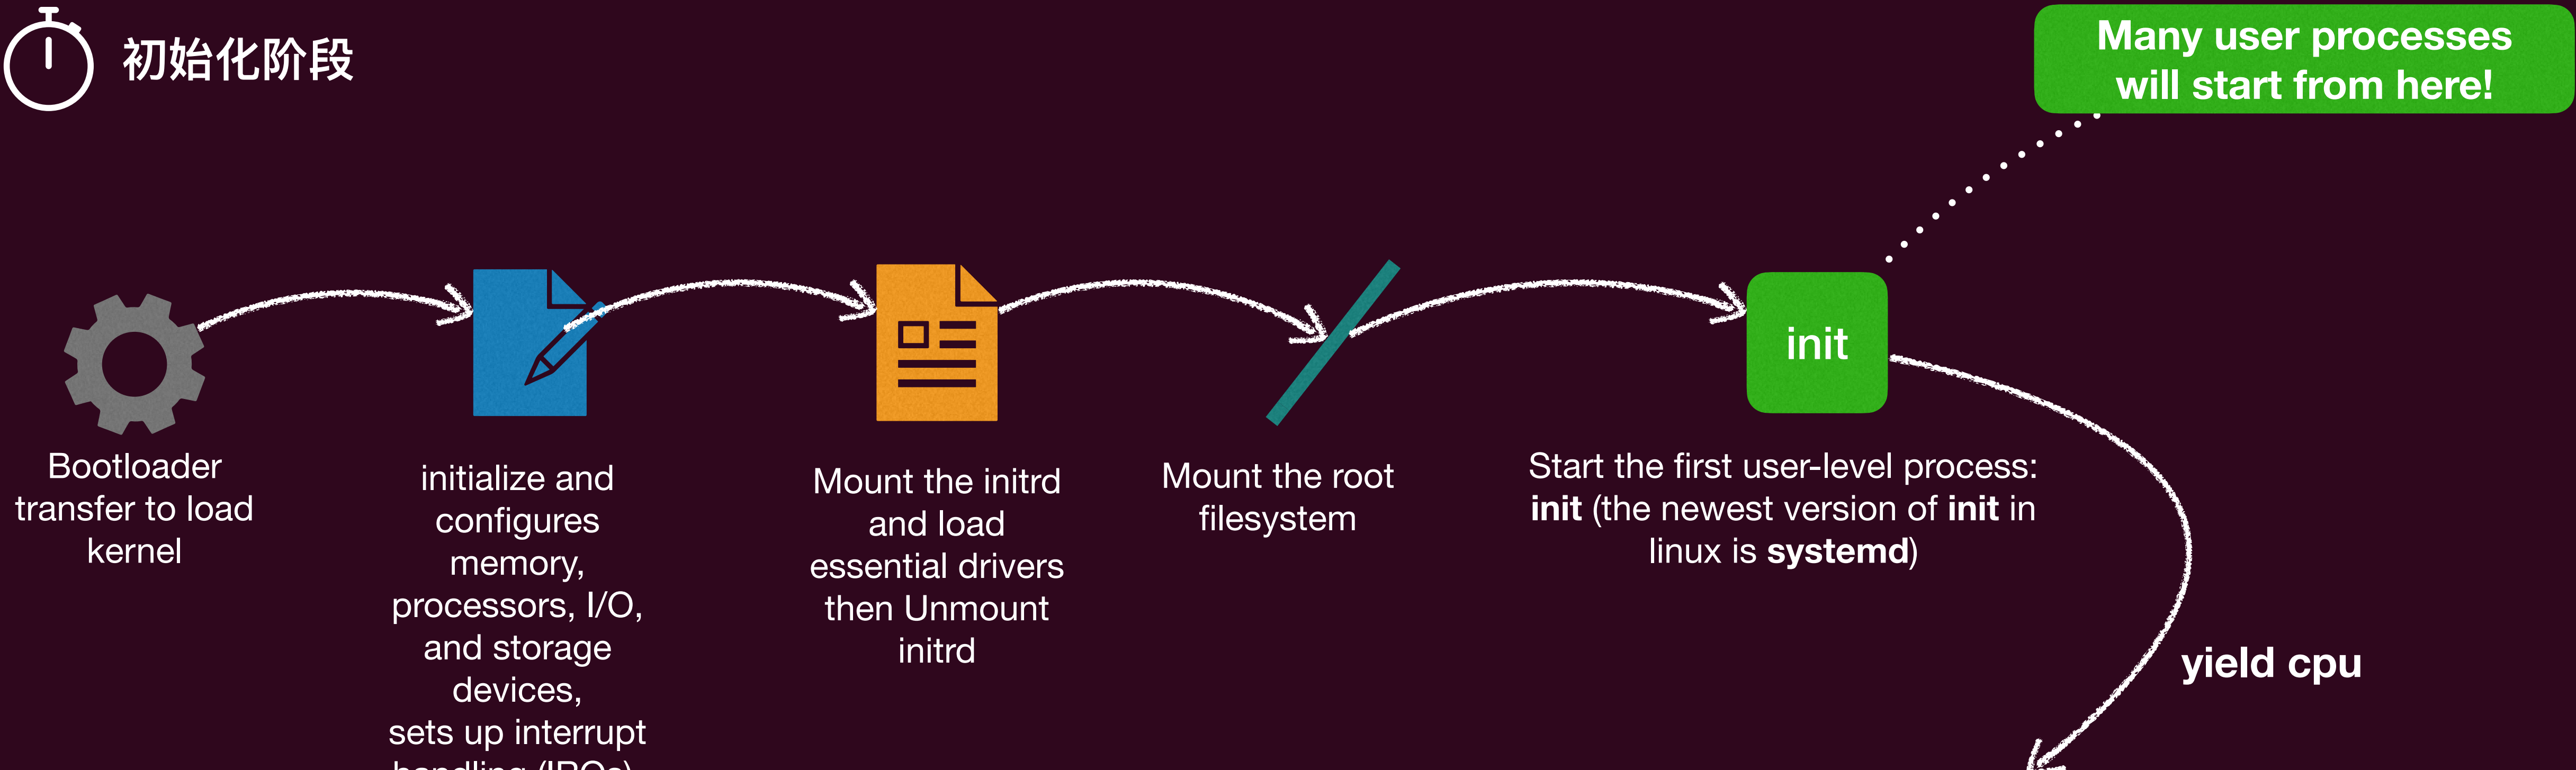 初始化阶段
Many user processes
will start from here!
init
Bootloader
transfer to load
kernel
initialize and
configures
memory,
processors, I/O,
and storage
devices,
sets up interrupt
handling (IRQs)
Mount the initrd
and load
essential drivers
then Unmount
initrd
Mount the root
filesystem
Start the first user-level process:
init (the newest version of init in
linux is systemd)
yield cpu